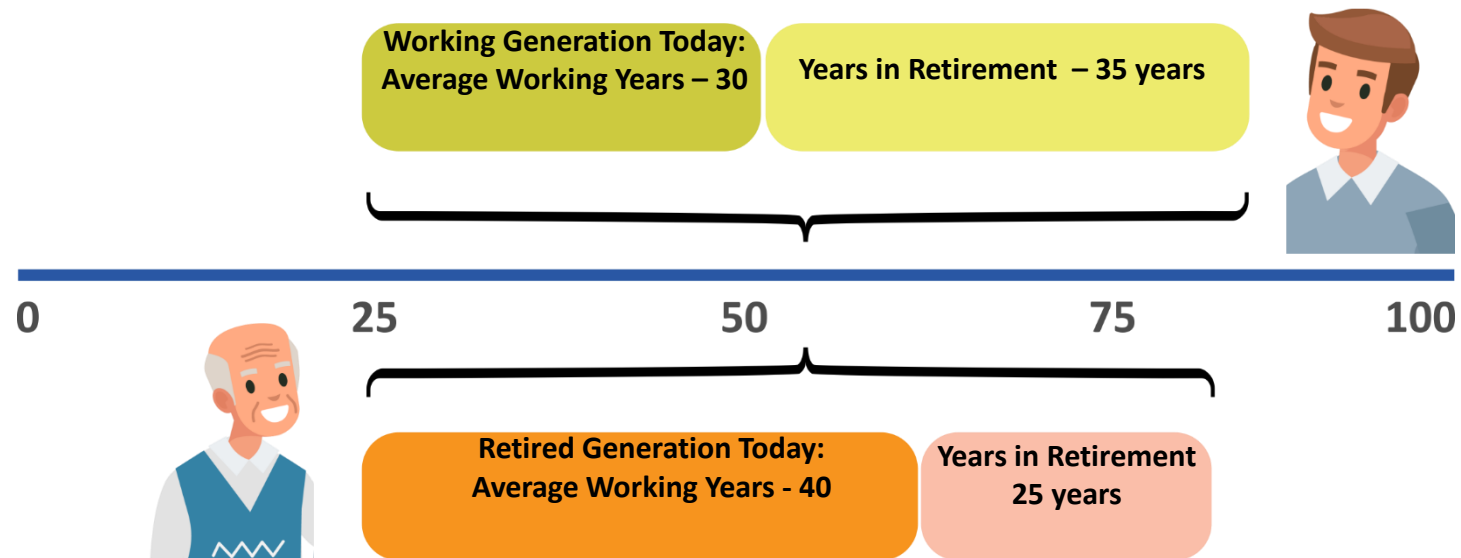 Working Generation Today:
Average Working Years – 30
Years in Retirement – 35 years
0
25
50
75
100
Retired Generation Today:
Average Working Years - 40
Years in Retirement
25 years